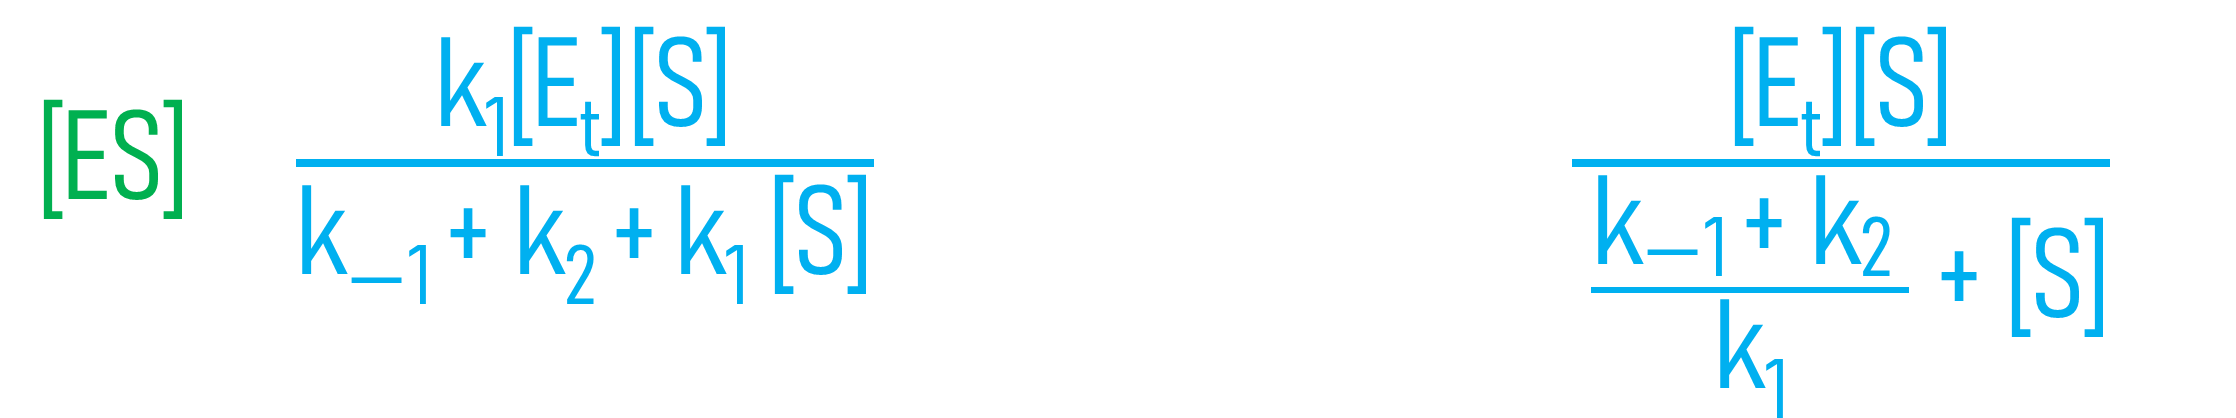 [ES] k₁[Eₜ][S] / k₋₁ + k₂ + k₁[S] [Eₜ][S] / k₋₁ + k₂ / k₁ + [S]